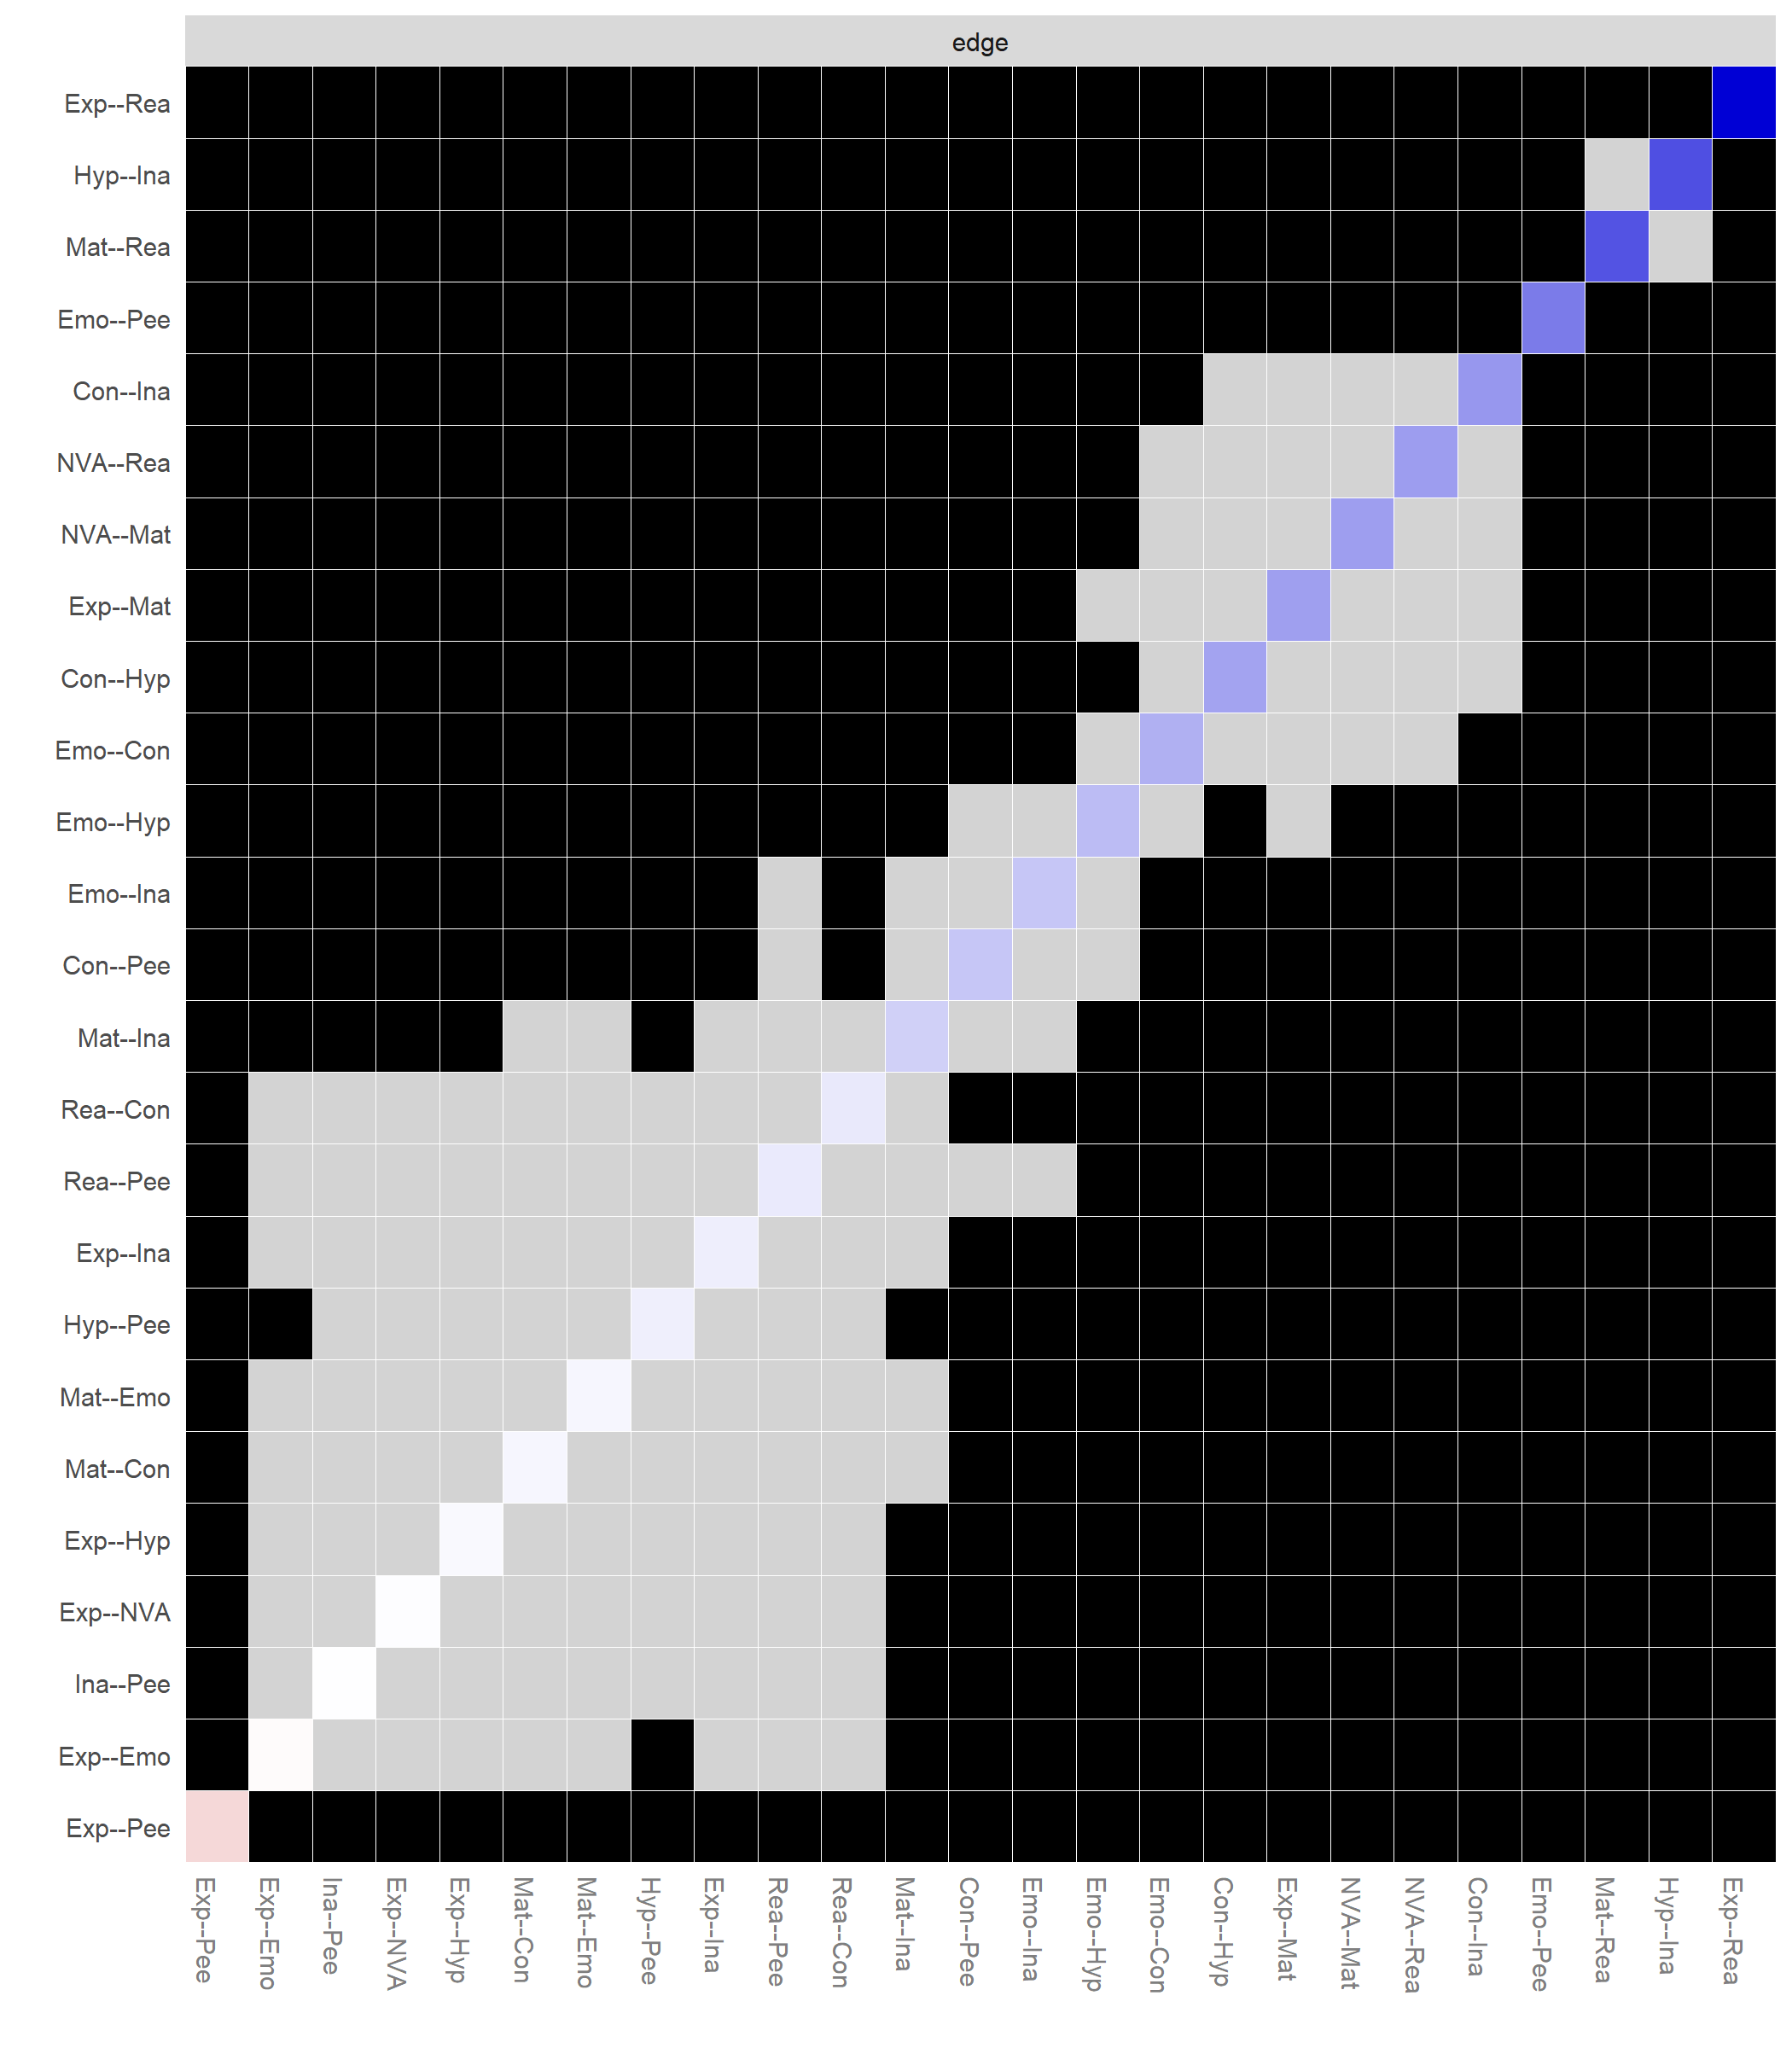 edge
Exp--Rea
Hyp--Ina
Mat--Rea
Emo--Pee
Con--Ina
NVA--Rea
NVA--Mat
Exp--Mat
Con--Hyp
Emo--Con
Emo--Hyp
Emo--Ina
Con--Pee
Mat--Ina
Rea--Con
Rea--Pee
Exp--Ina
Hyp--Pee
Mat--Emo
Mat--Con
Exp--Hyp
Exp--NVA
Ina--Pee
Exp--Emo
Exp--Pee
Exp--Pee
Exp--Emo
Ina--Pee
Exp--NVA
Exp--Hyp
Mat--Con
Mat--Emo
Hyp--Pee
Exp--Ina
Rea--Pee
Rea--Con
Mat--Ina
Con--Pee
Emo--Ina
Emo--Hyp
Emo--Con
Con--Hyp
Exp--Mat
NVA--Mat
NVA--Rea
Con--Ina
Emo--Pee
Mat--Rea
Hyp--Ina
Exp--Rea